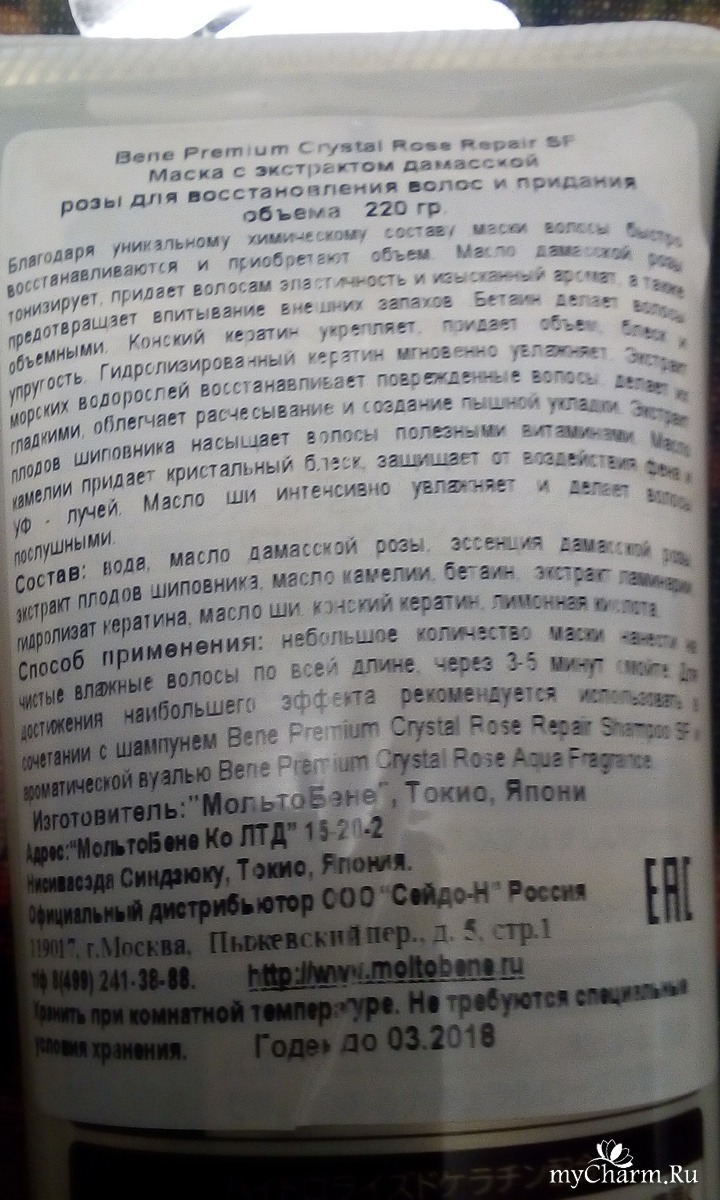 Bene Premium Crystal Rose Repair SF
Маска с экстрактом дамасской
розы для восстановления волос и придания
объема 220 гр.
Благодаря уникальному химическому составу маски волосы быстро
восстанавливаются и приобретают объем. Масло дамасской розы
тонизирует, придает волосам эластичность и изысканный аромат, а также
предотвращает впитывание внешних запахов. Бетаин делает волосы
объемными. Конский кератин укрепляет, придает объем, блеск и
упругость. Гидролизированный кератин мгновенно увлажняет. Экстракт
морских водорослей восстанавливает поврежденные волосы, делает их
гладкими, облегчает расчесывание и создание пышной укладки. Экстракт
плодов шиповника насыщает волосы полезными витаминами. Масло
камелии придает кристальный блеск, защищает от воздействия фена и
УФ - лучей. Масло ши интенсивно увлажняет и делает волосы
послушными.
Состав: вода, масло дамасской розы, эссенция дамасской розы,
экстракт плодов шиповника, масло камелии, бетаин, экстракт ламинарии,
гидролизат кератина, масло ши, конский кератин, лимонная кислота.
Способ применения: небольшое количество маски нанести на
чистые влажные волосы по всей длине, через 3-5 минут смойте. Для
достижения наибольшего эффекта рекомендуется использовать в
сочетании с шампунем Bene Premium Crystal Rose Repair Shampoo SF и
ароматической вуалью Bene Premium Crystal Rose Aqua Fragrance.
Изготовитель:"МольтоБене", Токио, Япони
Адрес:"МольтоБене Ко ЛТД" 15-20-2
Нисивасэда Синдзюку, Токио, Япония.
Официальный дистрибьютор ООО "Сейдо-Н" Россия
119017, г.Москва, Пыжевский пер., д. 5, стр.1
т/ф 8(499) 241-38-88. http://www.moltobene.ru
Хранить при комнатной температуре. Не требуются специальные
условия хранения. Годен до 03.2018
EAC
myCharm.Ru